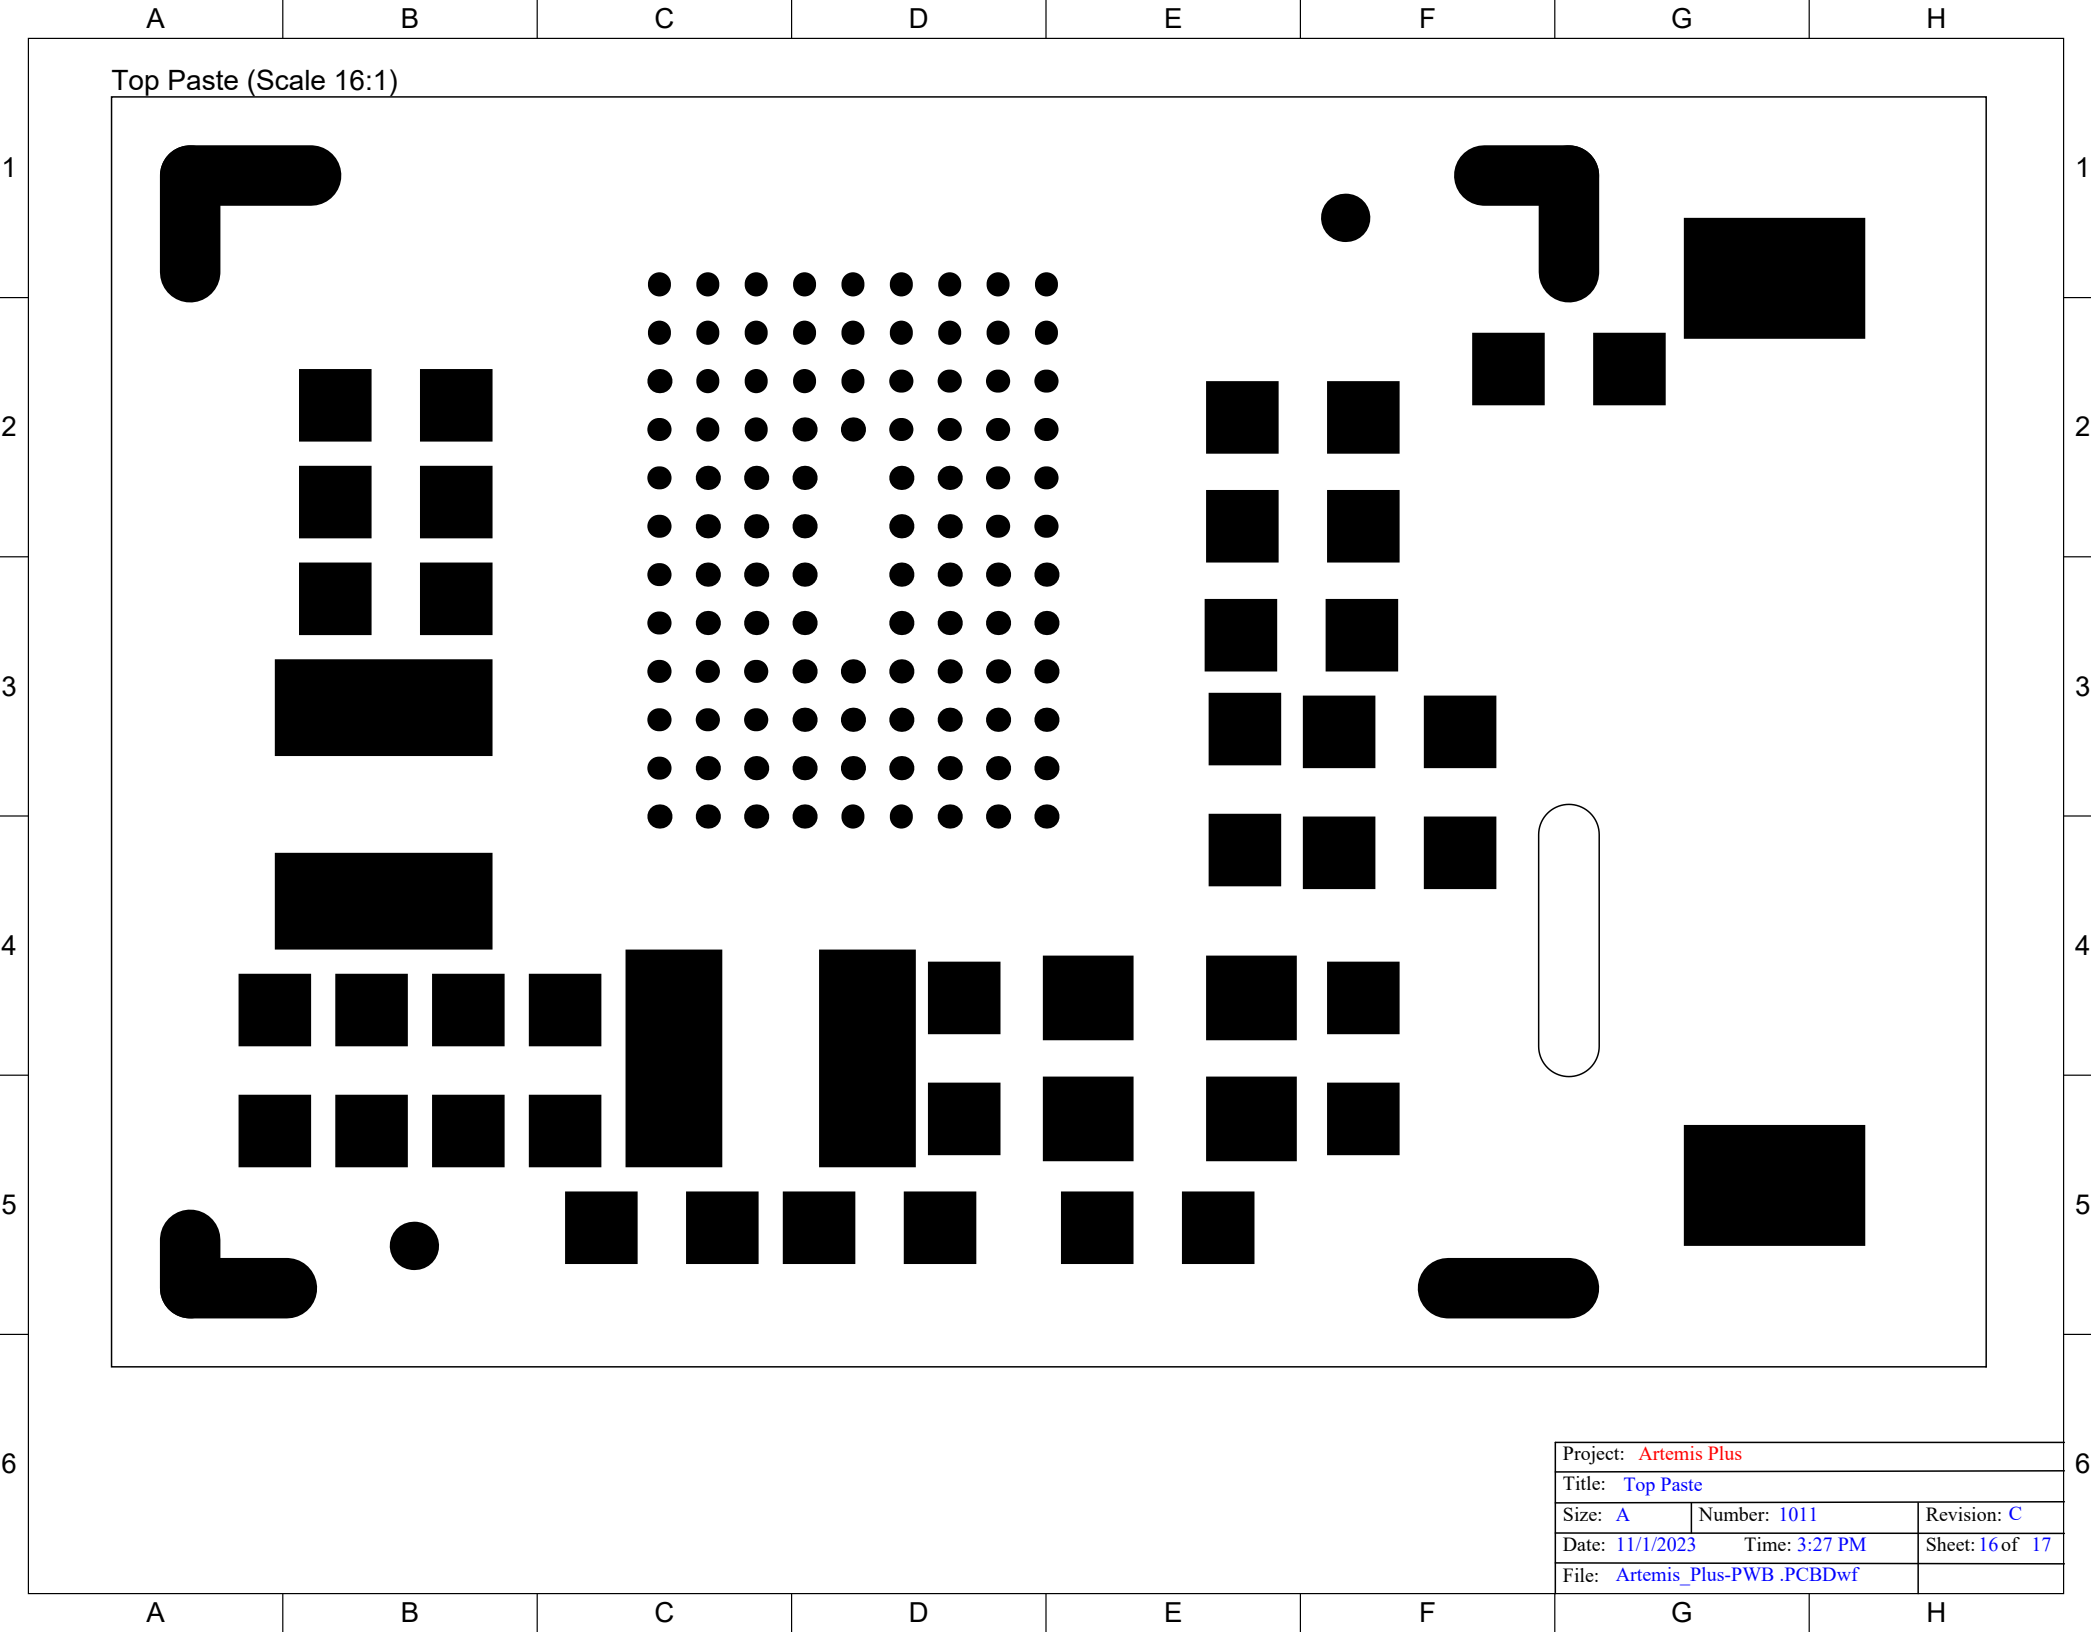 A B C D E F G H
Top Paste (Scale 16:1)
1 1
2 2
3 3
4 4
5 5
6 6
Project: Artemis Plus
Title: Top Paste
Size: A Number: 1011 Revision: C
Date: 11/1/2023 Time: 3:27 PM Sheet: 16 of 17
File: Artemis_Plus-PWB .PCBDwf
A B C D E F G H